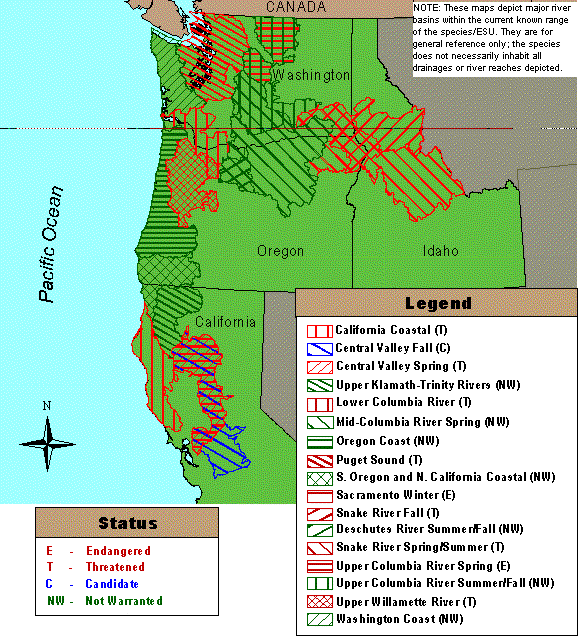 CANADA
NOTE: These maps depict major river
basins within the current known range
of the species/ESU. They are for
general reference only; the species
does not necessarily inhabit all
drainages or river reaches depicted.
Washington
Pacific Ocean
Oregon
Idaho
California
N
Legend
California Coastal (T)
Central Valley Fall (C)
Central Valley Spring (T)
Upper Klamath-Trinity Rivers (NW)
Lower Columbia River (T)
Mid-Columbia River Spring (NW)
Oregon Coast (NW)
Puget Sound (T)
S. Oregon and N. California Coastal (NW)
Sacramento Winter (E)
Snake River Fall (T)
Deschutes River Summer/Fall (NW)
Snake River Spring/Summer (T)
Upper Columbia River Spring (E)
Upper Columbia River Summer/Fall (NW)
Upper Willamette River (T)
Washington Coast (NW)
Status
E - Endangered
T - Threatened
C - Candidate
NW - Not Warranted